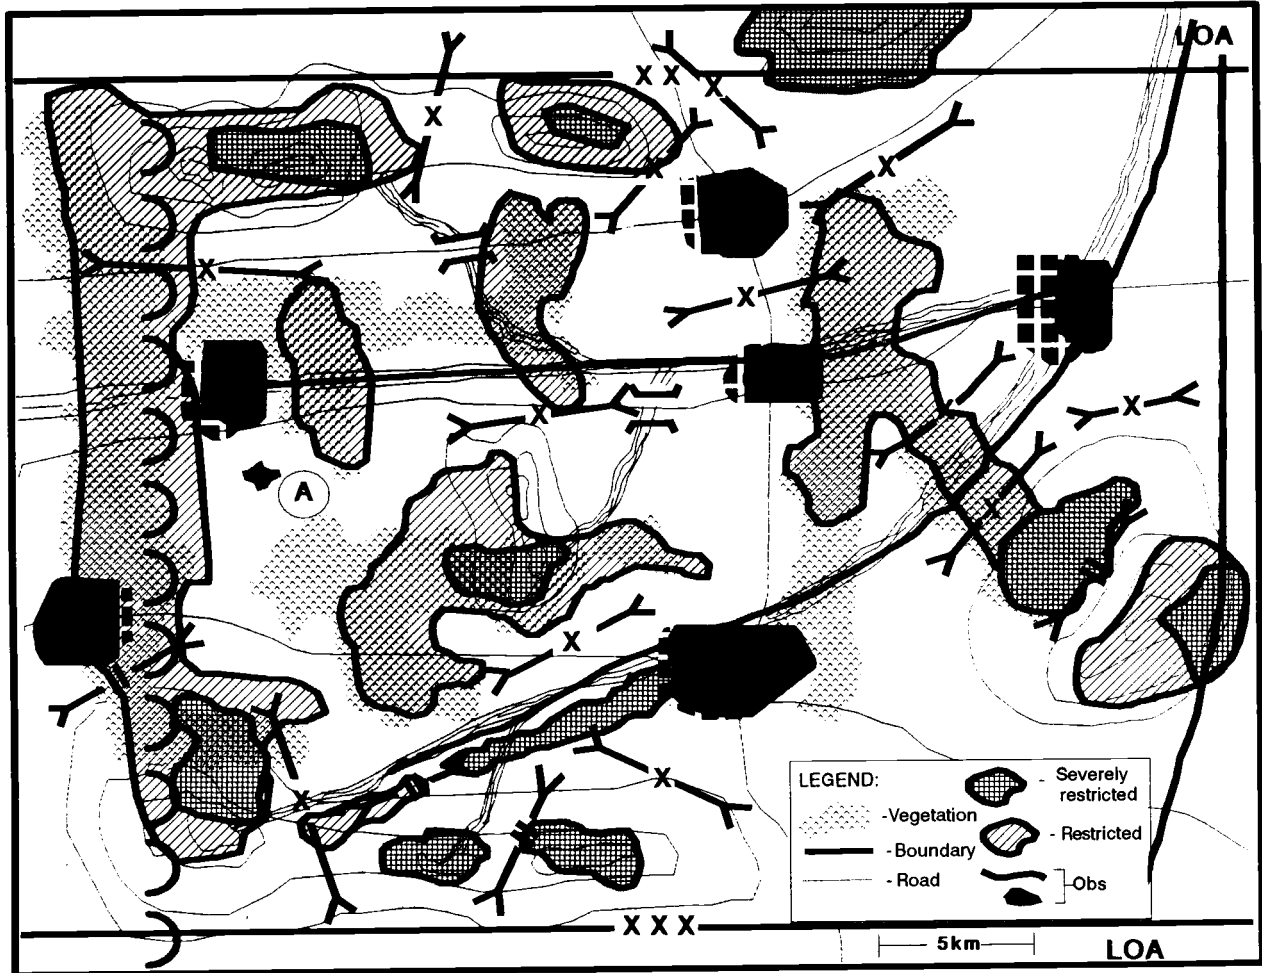 LOA
X X
X
X
X
X
X
X
X
X
A
X
X
X
X
X
LEGEND:
-Vegetation
- Boundary
- Road
- Severely
restricted
- Restricted
Obs
X X X
5km
LOA